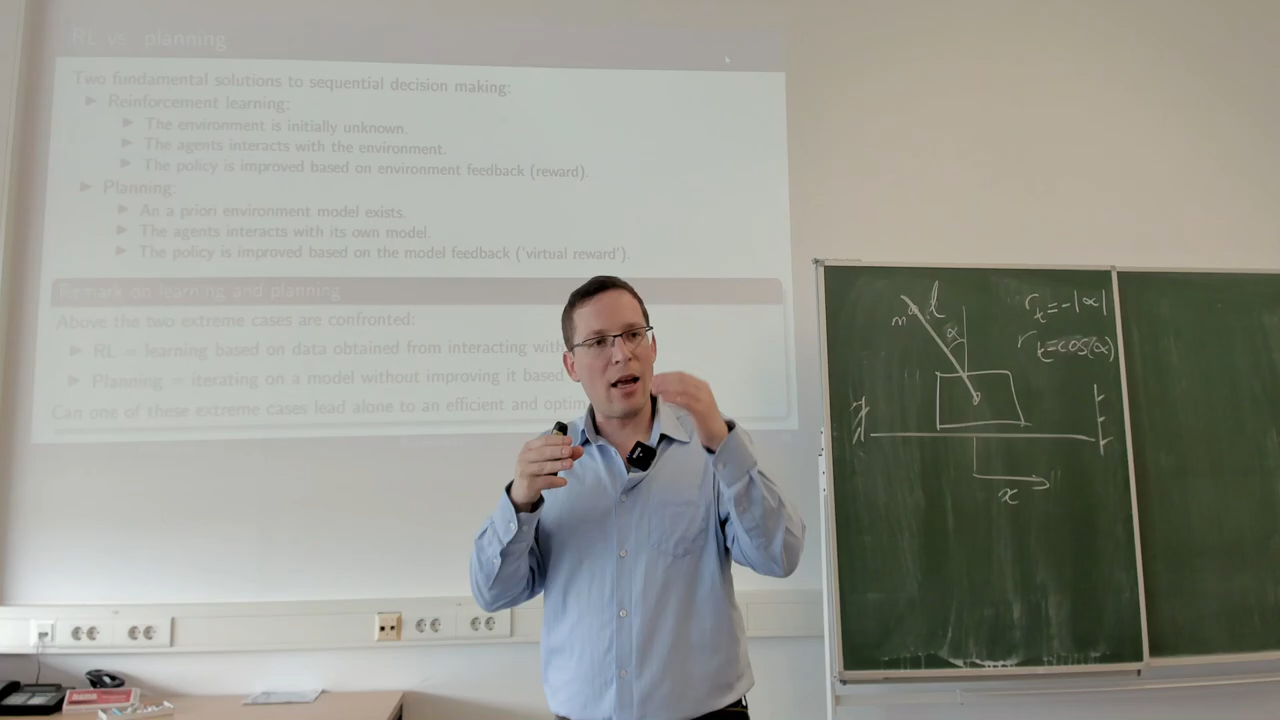 RL vs. planning
Two fundamental solutions to sequential decision making:
► Reinforcement learning:
► The environment is initially unknown.
► The agents interacts with the environment.
► The policy is improved based on environment feedback (reward).
► Planning:
► An a priori environment model exists.
► The agents interacts with its own model.
► The policy is improved based on the model feedback ('virtual reward').
Remark on learning and planning
Above the two extreme cases are confronted:
► RL = learning based on data obtained from interacting with
► Planning = iterating on a model without improving it based
Can one of these extreme cases lead alone to an efficient and optim
m
l
α
r_t = -|α|
r_t = cos(α)
x